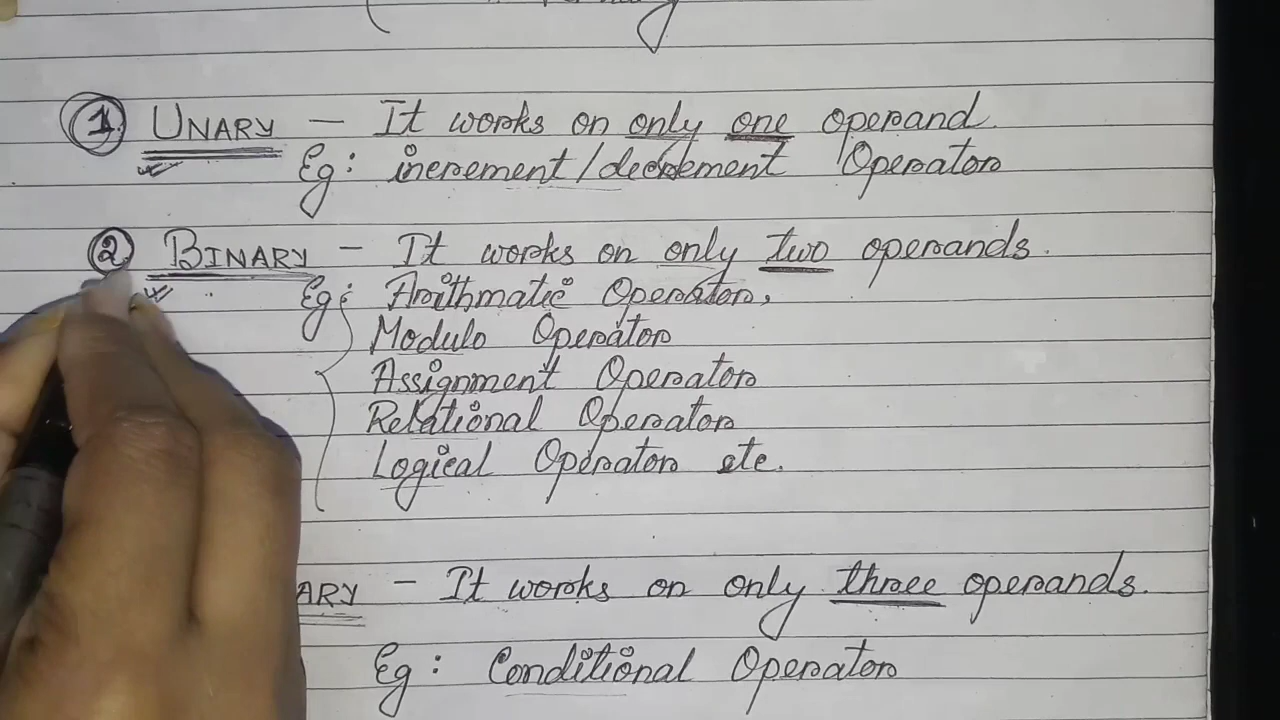 ① UNARY – It works on only one operand.
Eg: increment/decrement Operator
② BINARY – It works on only two operands.
Eg: Arithmatic Operator,
Modulo Operator
Assignment Operator
Relational Operator
Logical Operator etc.
ARY – It works on only three operands.
Eg: Conditional Operator